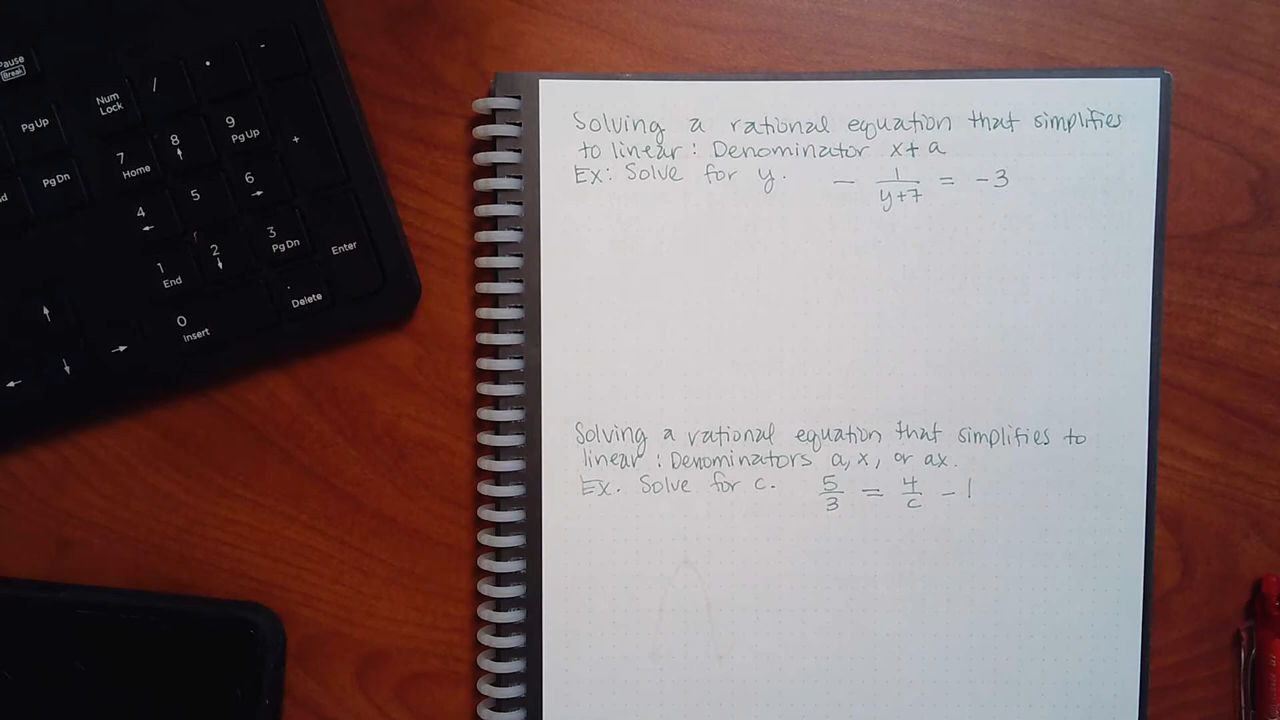 Pause
Break
PgUp
PgDn
Num
Lock
/
-
7
Home
8
9
PgUp
+
4
5
6
1
End
2
3
PgDn
Enter
0
Insert
.
Delete
Solving a rational equation that simplifies
to linear: Denominator x+a
Ex: Solve for y. - 1/(y+7) = -3
Solving a rational equation that simplifies to
linear: Denominators a, x, or ax.
Ex. Solve for c. 5/3 = 4/c - 1